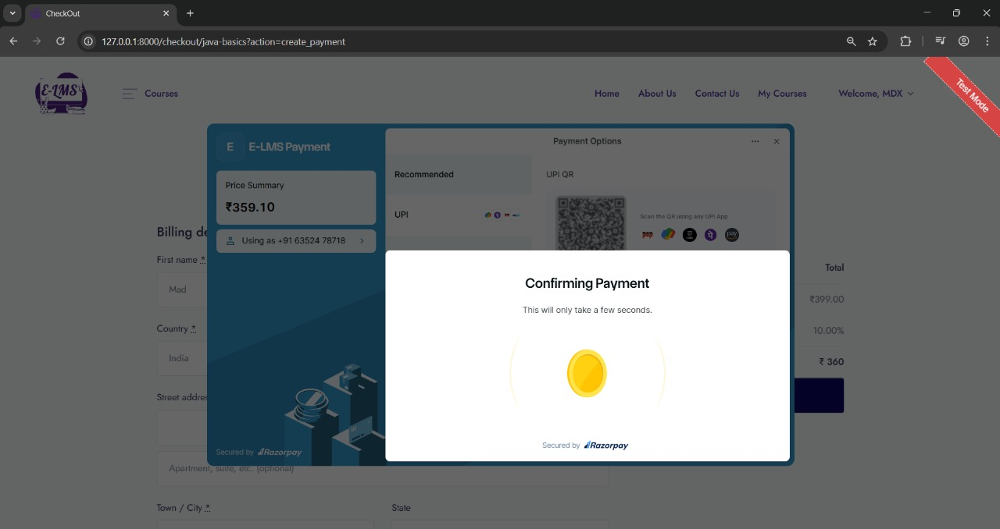 CheckOut
127.0.0.1:8000/checkout/java-basics?action=create_payment
Test Mode
E-LMS
Courses
Home
About Us
Contact Us
My Courses
Welcome, MDX
E
E-LMS Payment
Payment Options
Price Summary
₹359.10
Using as +91 63524 78718
Recommended
UPI
UPI QR
Scan the QR using any UPI App
pay
Confirming Payment
This will only take a few seconds.
Secured by Razorpay
Secured by Razorpay
Billing de
First name *
Mad
Country *
India
Street addres
Apartment, suite, etc. (optional)
Town / City *
State
Total
₹399.00
10.00%
₹ 360